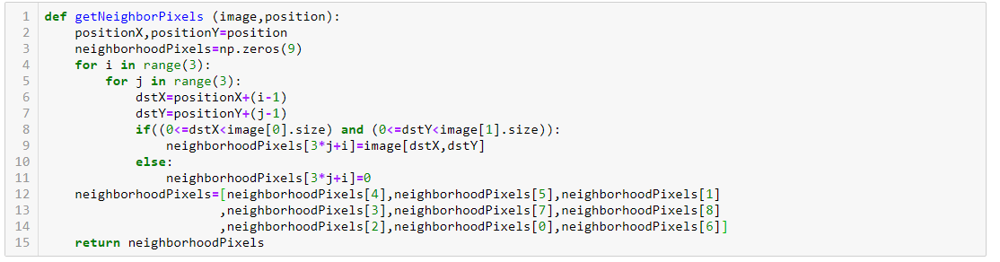 1 def getNeighborPixels (image,position):
2     positionX,positionY=position
3     neighborhoodPixels=np.zeros(9)
4     for i in range(3):
5         for j in range(3):
6             dstX=positionX+(i-1)
7             dstY=positionY+(j-1)
8             if((0<=dstX<image[0].size) and (0<=dstY<image[1].size)):
9                 neighborhoodPixels[3*j+i]=image[dstX,dstY]
10             else:
11                 neighborhoodPixels[3*j+i]=0
12     neighborhoodPixels=[neighborhoodPixels[4],neighborhoodPixels[5],neighborhoodPixels[1]
13                        ,neighborhoodPixels[3],neighborhoodPixels[7],neighborhoodPixels[8]
14                        ,neighborhoodPixels[2],neighborhoodPixels[0],neighborhoodPixels[6]]
15     return neighborhoodPixels